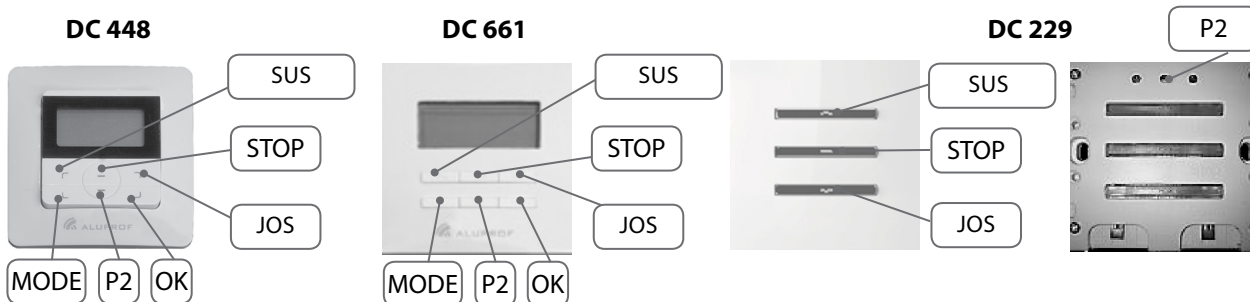 DC 448
SUS
STOP
JOS
MODE
P2
OK
ALUPROF
DC 661
SUS
STOP
JOS
MODE
P2
OK
ALUPROF
DC 229
SUS
STOP
JOS
P2